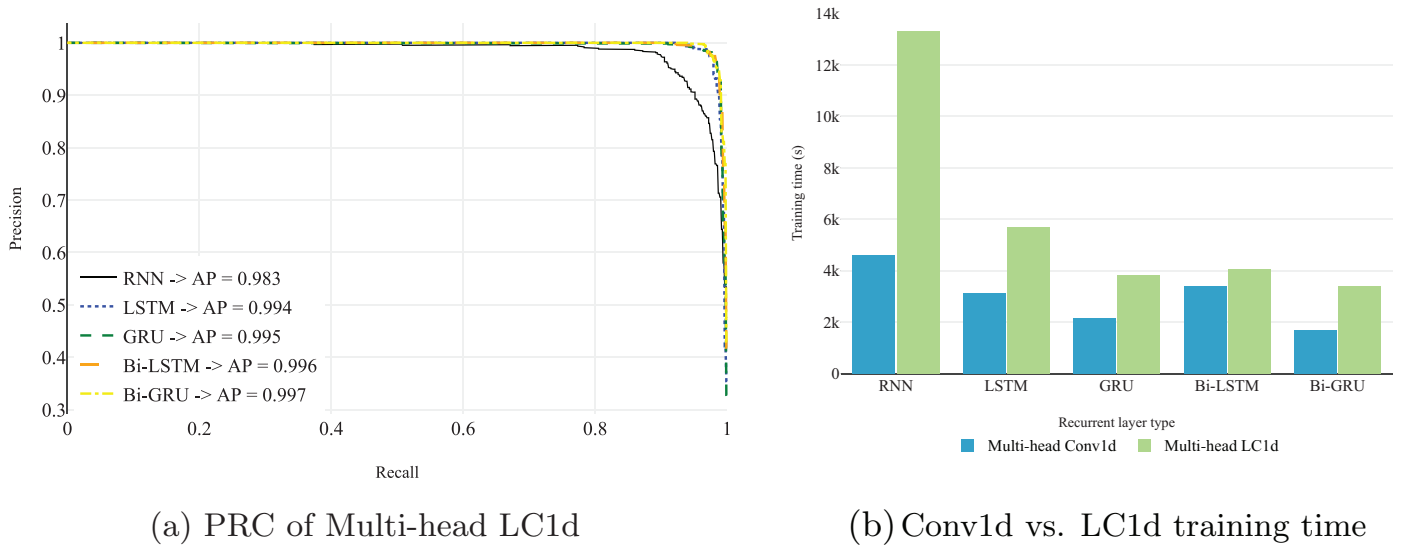 1
0.9
0.8
0.7
0.6
0.5
0.4
0.3
Precision
RNN -> AP = 0.983
LSTM -> AP = 0.994
GRU -> AP = 0.995
Bi-LSTM -> AP = 0.996
Bi-GRU -> AP = 0.997
0 0.2 0.4 0.6 0.8 1
Recall
(a) PRC of Multi-head LC1d
14k
12k
10k
8k
6k
4k
2k
0
Training time (s)
RNN LSTM GRU Bi-LSTM Bi-GRU
Recurrent layer type
Multi-head Conv1d Multi-head LC1d
(b) Conv1d vs. LC1d training time